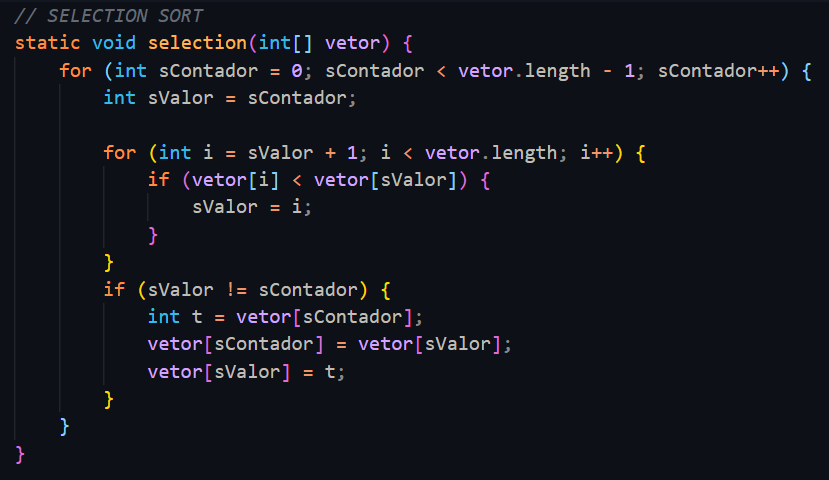 // SELECTION SORT
static void selection(int[] vetor) {
    for (int sContador = 0; sContador < vetor.length - 1; sContador++) {
        int sValor = sContador;

        for (int i = sValor + 1; i < vetor.length; i++) {
            if (vetor[i] < vetor[sValor]) {
                sValor = i;
            }
        }
        if (sValor != sContador) {
            int t = vetor[sContador];
            vetor[sContador] = vetor[sValor];
            vetor[sValor] = t;
        }
    }
}